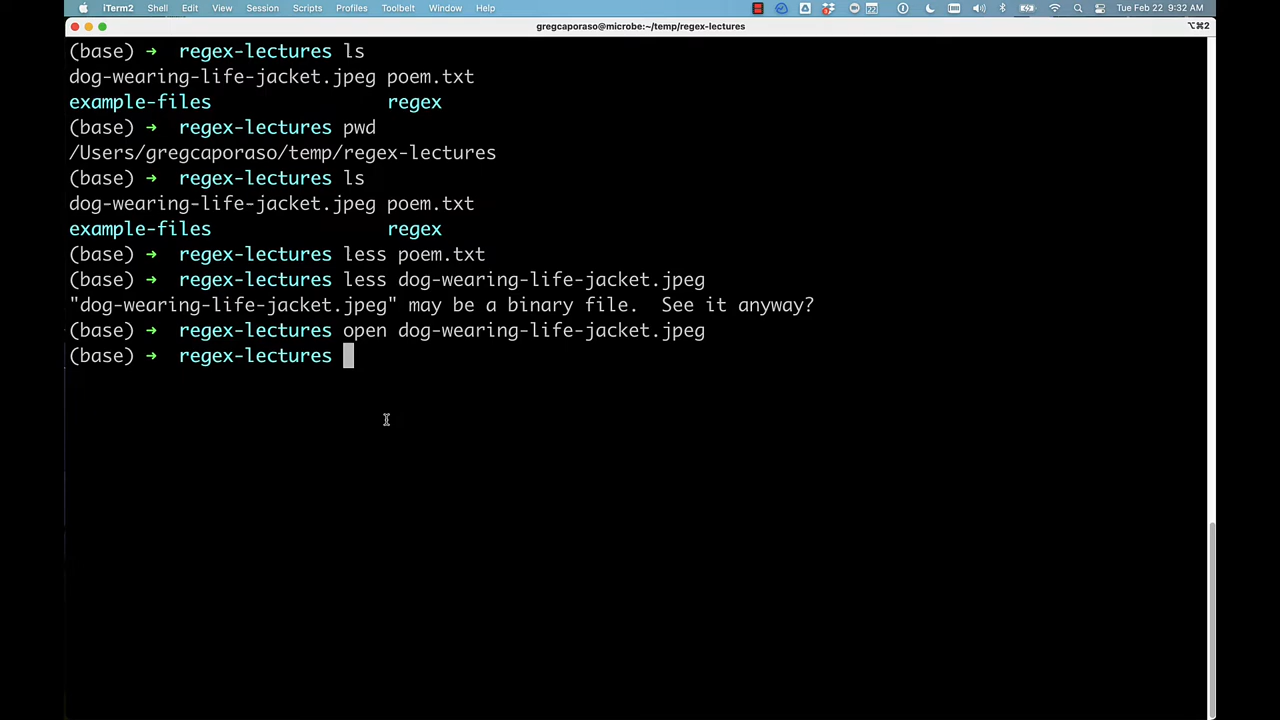 iTerm2 Shell Edit View Session Scripts Profiles Toolbelt Window Help 22 Tue Feb 22 9:32 AM
gregcaporaso@microbe:~/temp/regex-lectures ⌥⌘2
(base) ➜ regex-lectures ls
dog-wearing-life-jacket.jpeg poem.txt
example-files regex
(base) ➜ regex-lectures pwd
/Users/gregcaporaso/temp/regex-lectures
(base) ➜ regex-lectures ls
dog-wearing-life-jacket.jpeg poem.txt
example-files regex
(base) ➜ regex-lectures less poem.txt
(base) ➜ regex-lectures less dog-wearing-life-jacket.jpeg
"dog-wearing-life-jacket.jpeg" may be a binary file.  See it anyway?
(base) ➜ regex-lectures open dog-wearing-life-jacket.jpeg
(base) ➜ regex-lectures